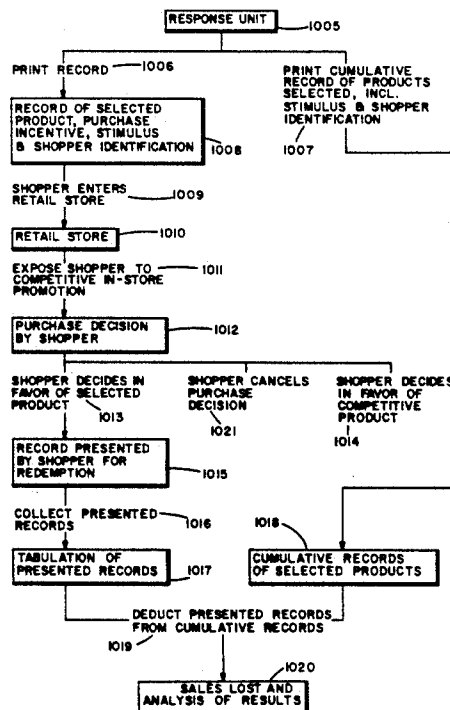 RESPONSE UNIT
1005
PRINT RECORD
1006
PRINT CUMULATIVE
RECORD OF PRODUCTS
SELECTED, INCL.
STIMULUS & SHOPPER
IDENTIFICATION
1007
RECORD OF SELECTED
PRODUCT, PURCHASE
INCENTIVE, STIMULUS
& SHOPPER IDENTIFICATION
1008
SHOPPER ENTERS
RETAIL STORE
1009
RETAIL STORE
1010
EXPOSE SHOPPER TO
COMPETITIVE IN-STORE
PROMOTION
1011
PURCHASE DECISION
BY SHOPPER
1012
SHOPPER DECIDES IN
FAVOR OF SELECTED
PRODUCT
1013
SHOPPER CANCELS
PURCHASE
DECISION
1021
SHOPPER DECIDES
IN FAVOR OF
COMPETITIVE
PRODUCT
1014
RECORD PRESENTED
BY SHOPPER FOR
REDEMPTION
1015
COLLECT PRESENTED
RECORDS
1016
TABULATION OF
PRESENTED RECORDS
1017
1018
CUMULATIVE RECORDS
OF SELECTED PRODUCTS
DEDUCT PRESENTED RECORDS
FROM CUMULATIVE RECORDS
1019
1020
SALES LOST AND
ANALYSIS OF RESULTS